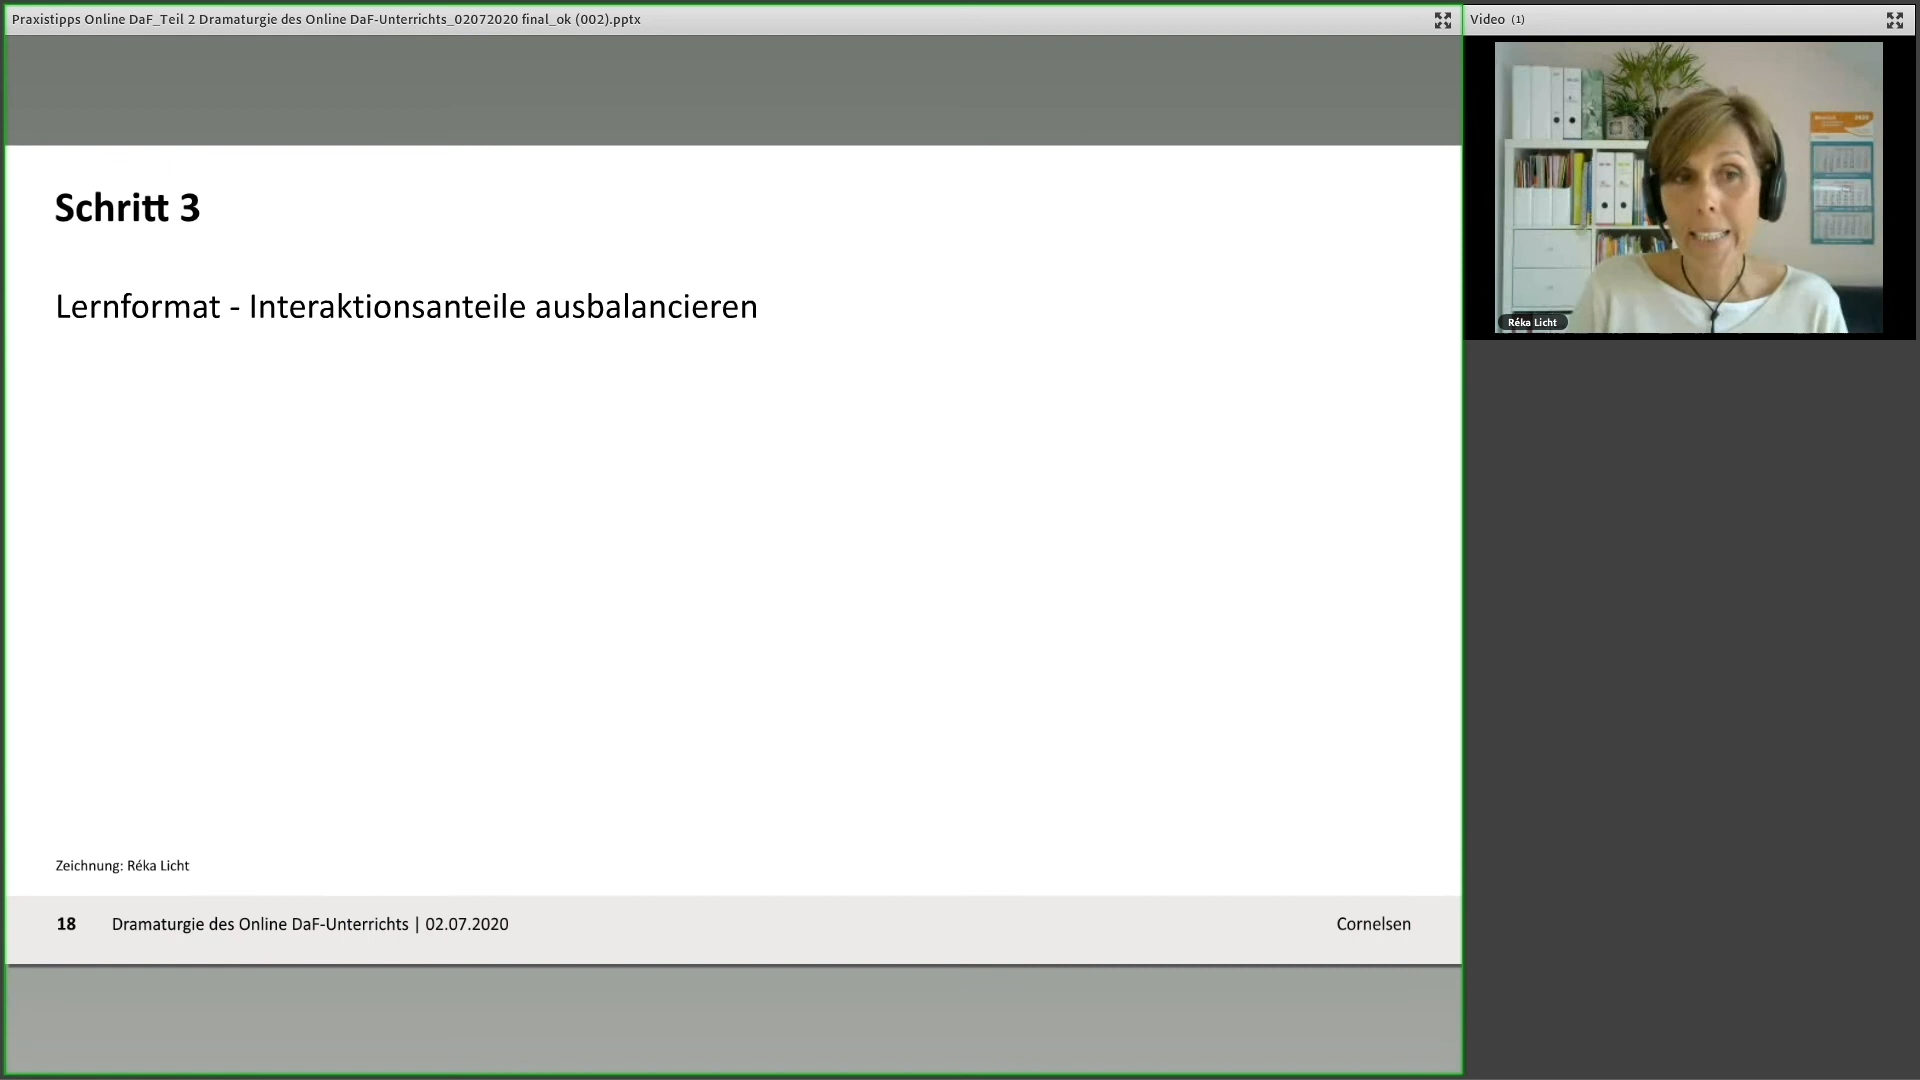 Praxistipps Online DaF_Teil 2 Dramaturgie des Online DaF-Unterrichts_02072020 final_ok (002).pptx
Video (1)
Schritt 3
Lernformat - Interaktionsanteile ausbalancieren
Réka Licht
Zeichnung: Réka Licht
18 Dramaturgie des Online DaF-Unterrichts | 02.07.2020 Cornelsen